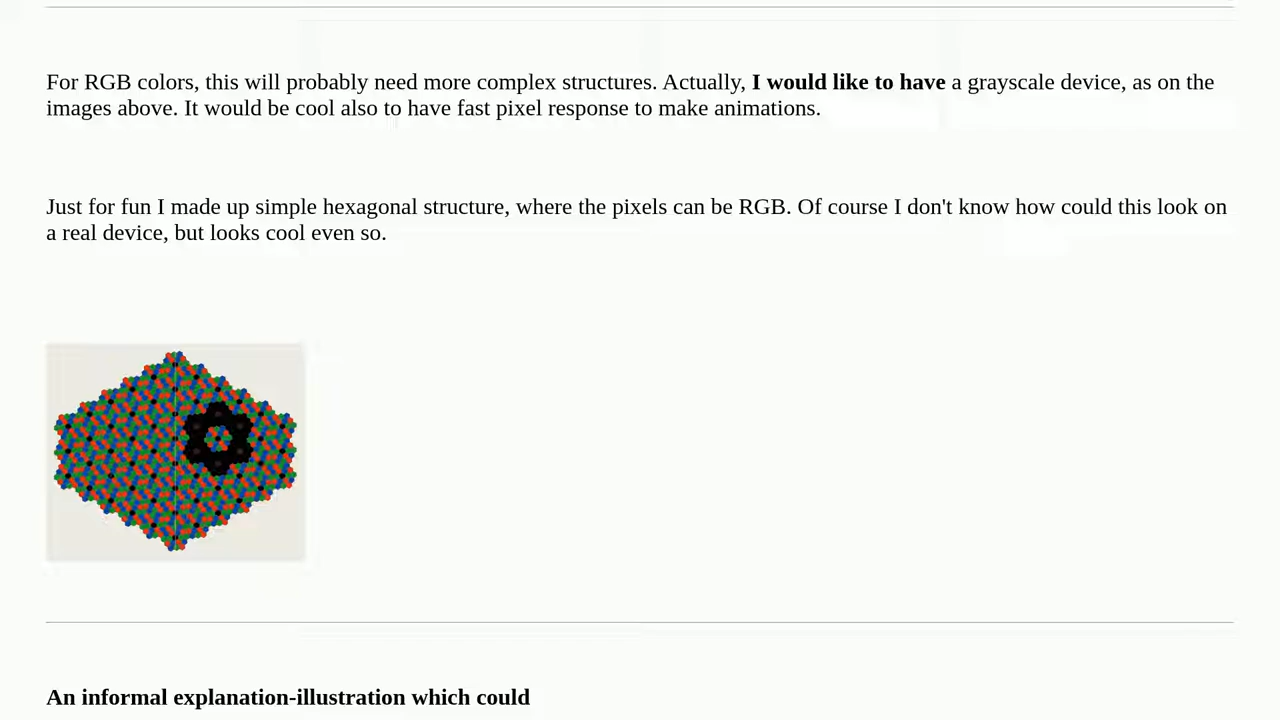 For RGB colors, this will probably need more complex structures. Actually, I would like to have a grayscale device, as on the
images above. It would be cool also to have fast pixel response to make animations.
Just for fun I made up simple hexagonal structure, where the pixels can be RGB. Of course I don't know how could this look on
a real device, but looks cool even so.
An informal explanation-illustration which could